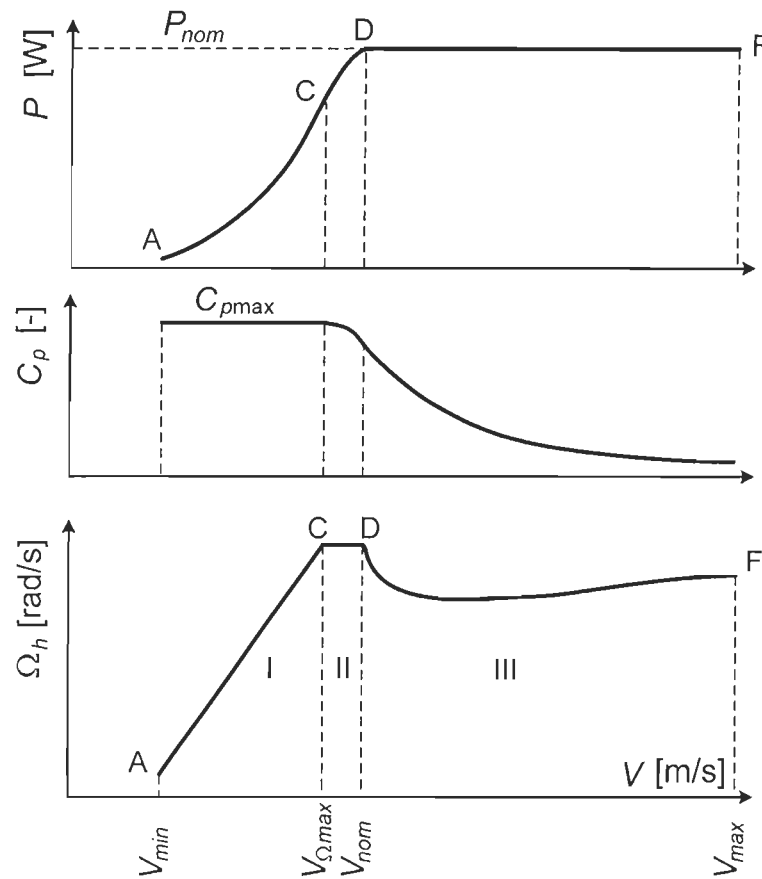 P_nom
D
F
P [W]
C
A
C_pmax
C_p [-]
C
D
F
Ω_h [rad/s]
I
II
III
A
V [m/s]
V_min
V_Ωmax
V_nom
V_max